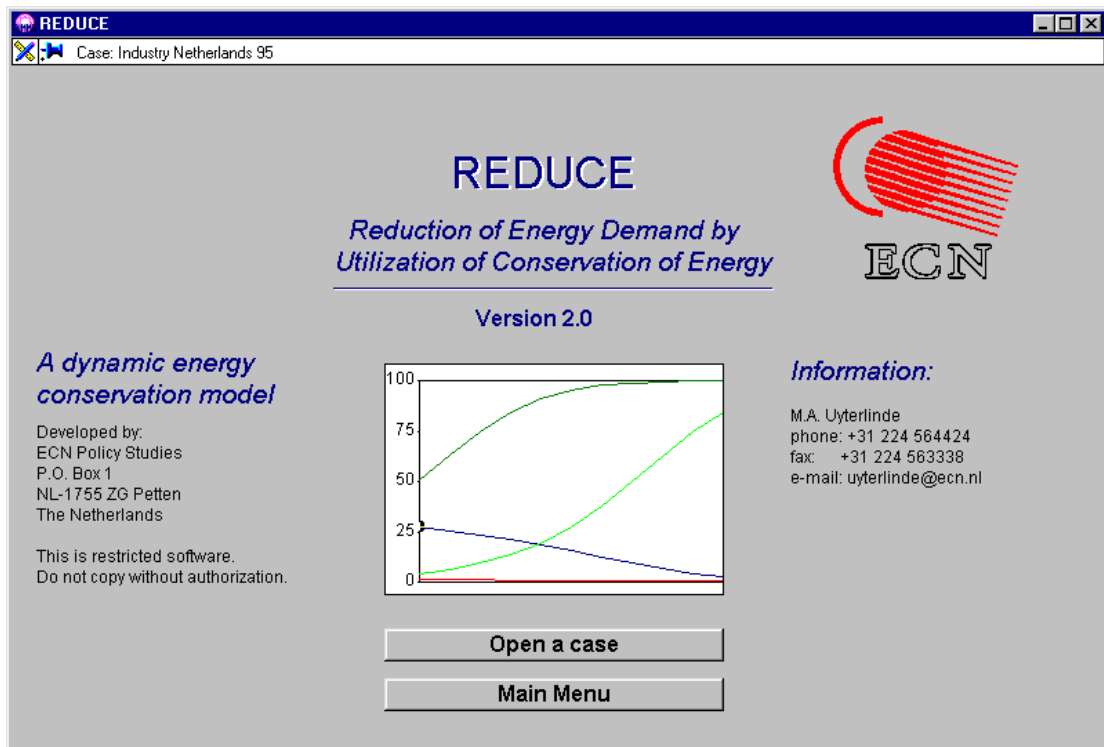 REDUCE
Case: Industry Netherlands 95
REDUCE
Reduction of Energy Demand by
Utilization of Conservation of Energy
ECN
Version 2.0
A dynamic energy
conservation model
Developed by:
ECN Policy Studies
P.O. Box 1
NL-1755 ZG Petten
The Netherlands
This is restricted software.
Do not copy without authorization.
100
75
50
25
0
Information:
M.A. Uyterlinde
phone: +31 224 564424
fax: +31 224 563338
e-mail: uyterlinde@ecn.nl
Open a case
Main Menu